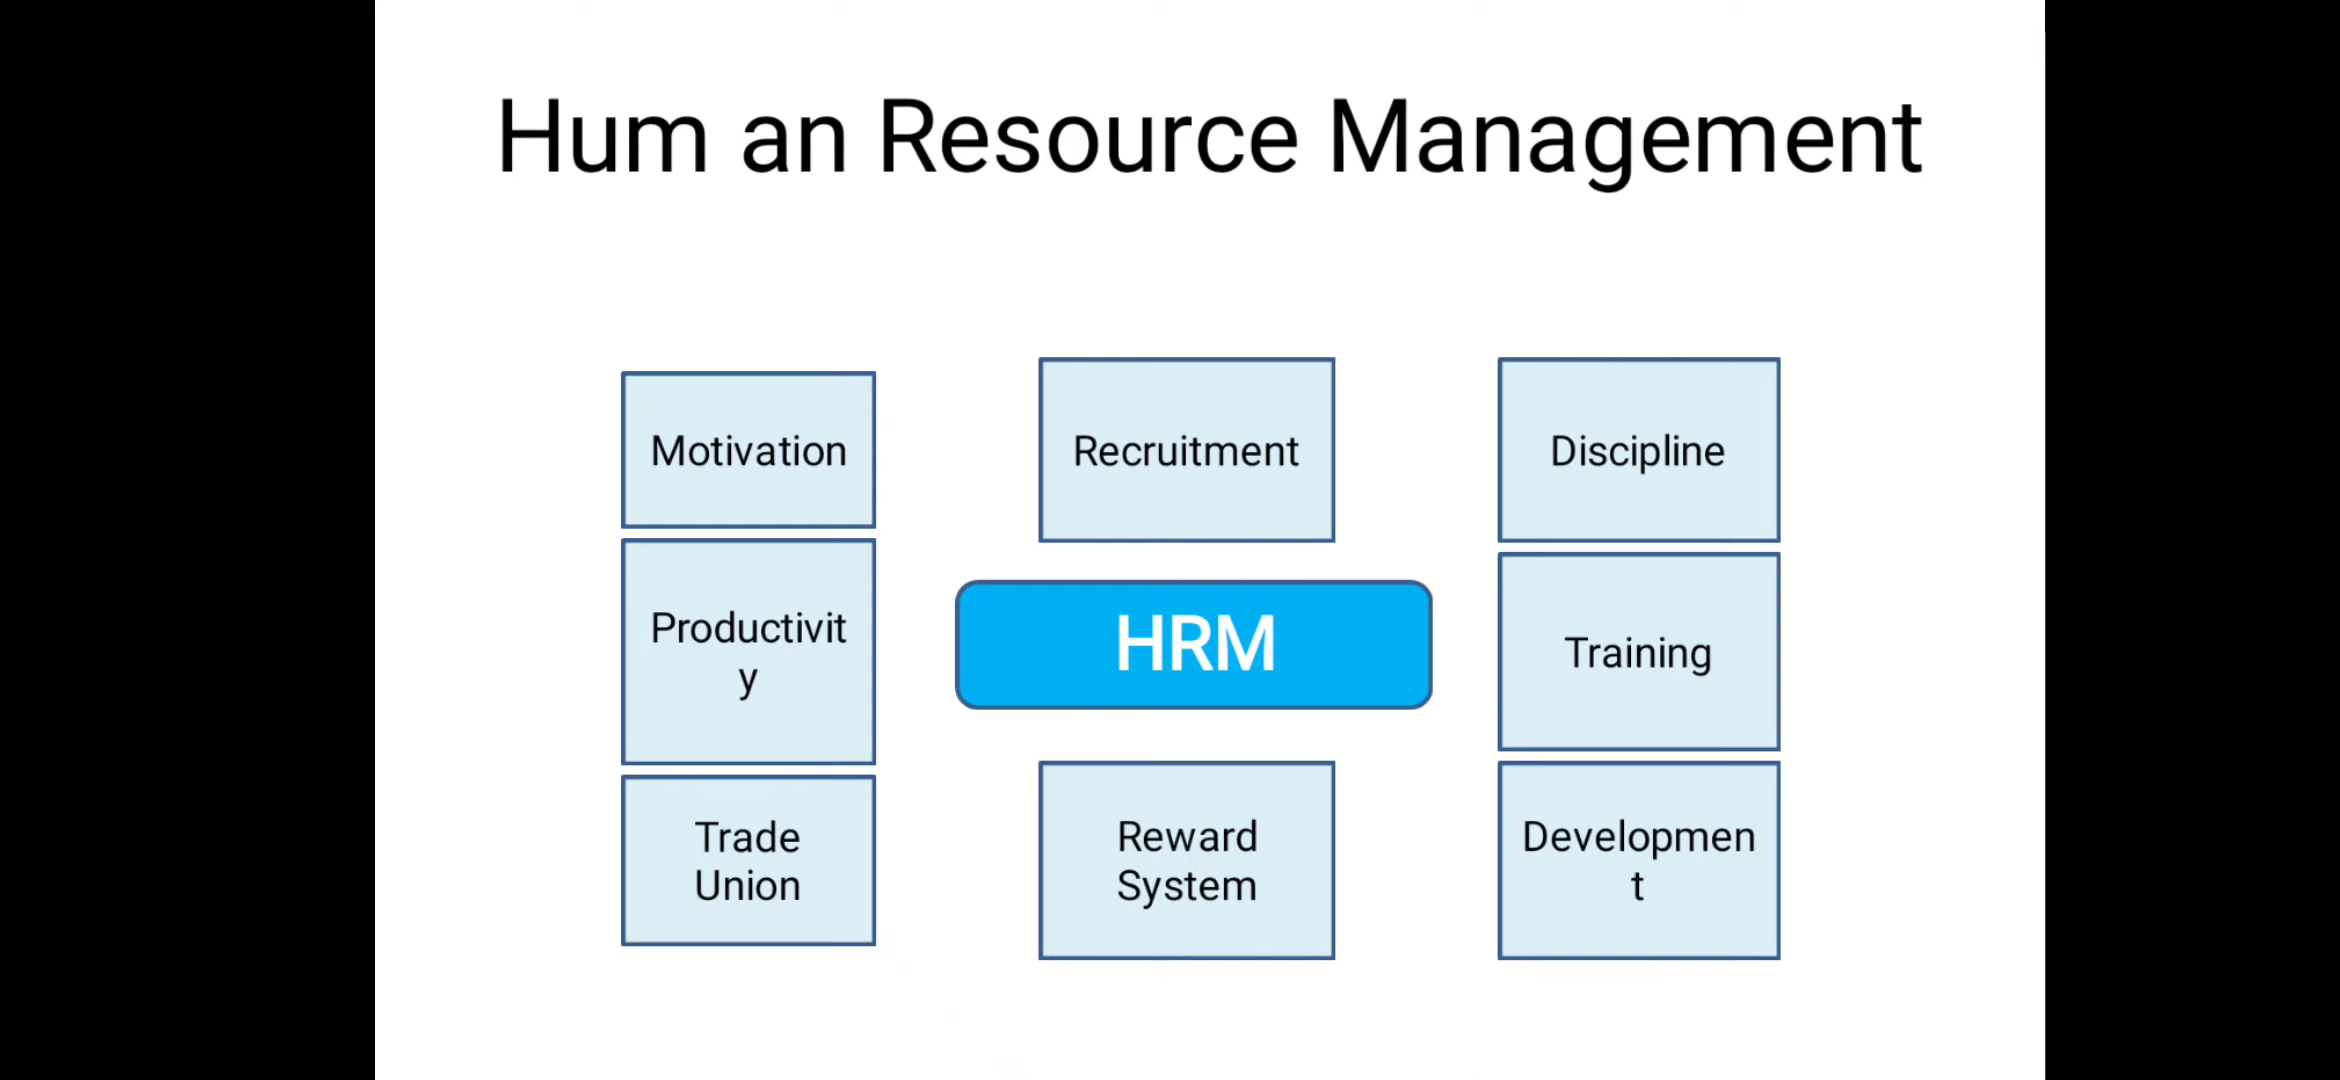 Hum an Resource Management
Motivation
Recruitment
Discipline
Productivit
y
HRM
Training
Trade
Union
Reward
System
Developmen
t